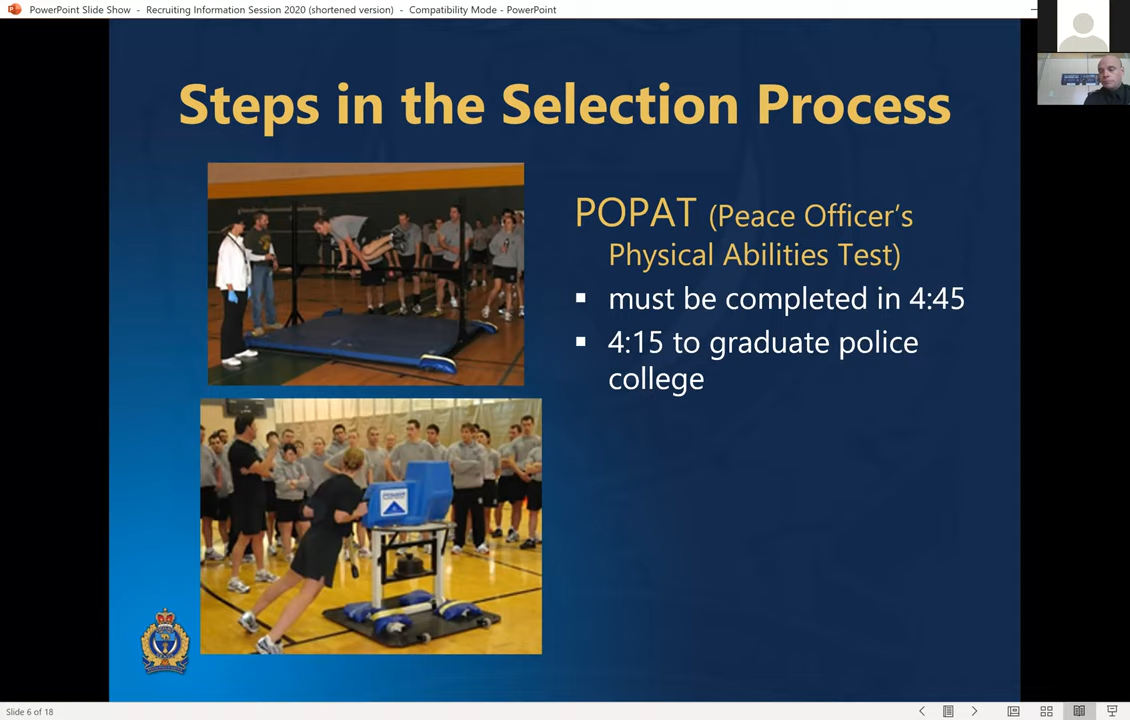 PowerPoint Slide Show - Recruiting Information Session 2020 (shortened version) - Compatibility Mode - PowerPoint
Steps in the Selection Process
POPAT (Peace Officer's
Physical Abilities Test)
▪ must be completed in 4:45
▪ 4:15 to graduate police
college
POWER
Slide 6 of 18